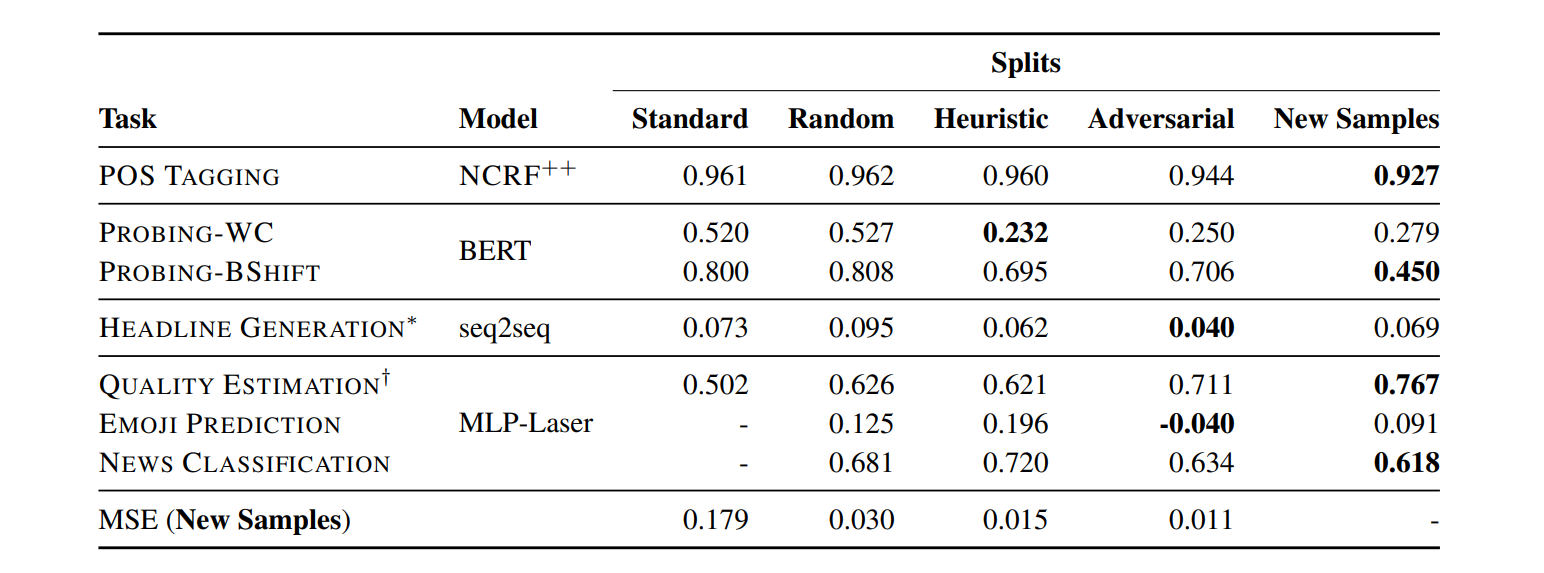 Splits
Task Model Standard Random Heuristic Adversarial New Samples
POS TAGGING NCRF++ 0.961 0.962 0.960 0.944 0.927
PROBING-WC 0.520 0.527 0.232 0.250 0.279
BERT
PROBING-BSHIFT 0.800 0.808 0.695 0.706 0.450
HEADLINE GENERATION* seq2seq 0.073 0.095 0.062 0.040 0.069
QUALITY ESTIMATION† 0.502 0.626 0.621 0.711 0.767
EMOJI PREDICTION MLP-Laser - 0.125 0.196 -0.040 0.091
NEWS CLASSIFICATION - 0.681 0.720 0.634 0.618
MSE (New Samples) 0.179 0.030 0.015 0.011 -